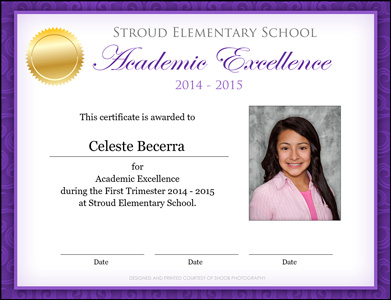 Stroud Elementary School
Academic Excellence
2014 - 2015
This certificate is awarded to
Celeste Becerra
for
Academic Excellence
during the First Trimester 2014 - 2015
at Stroud Elementary School.
Date Date Date
DESIGNED AND PRINTED COURTESY OF
PHOTOGRAPHY